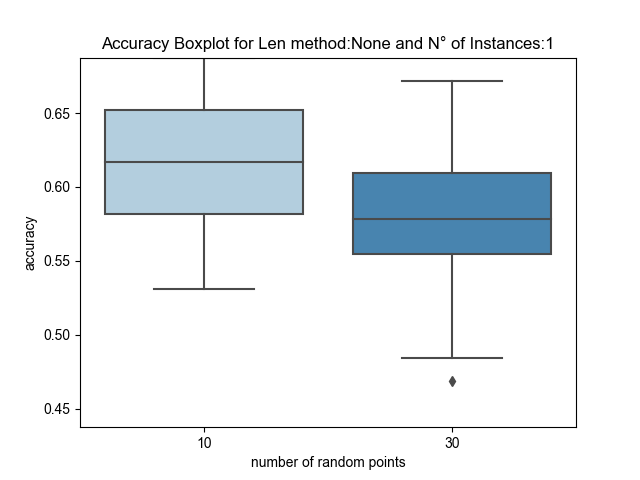 Accuracy Boxplot for Len method:None and N° of Instances:1
accuracy
0.65
0.60
0.55
0.50
0.45
10 30
number of random points